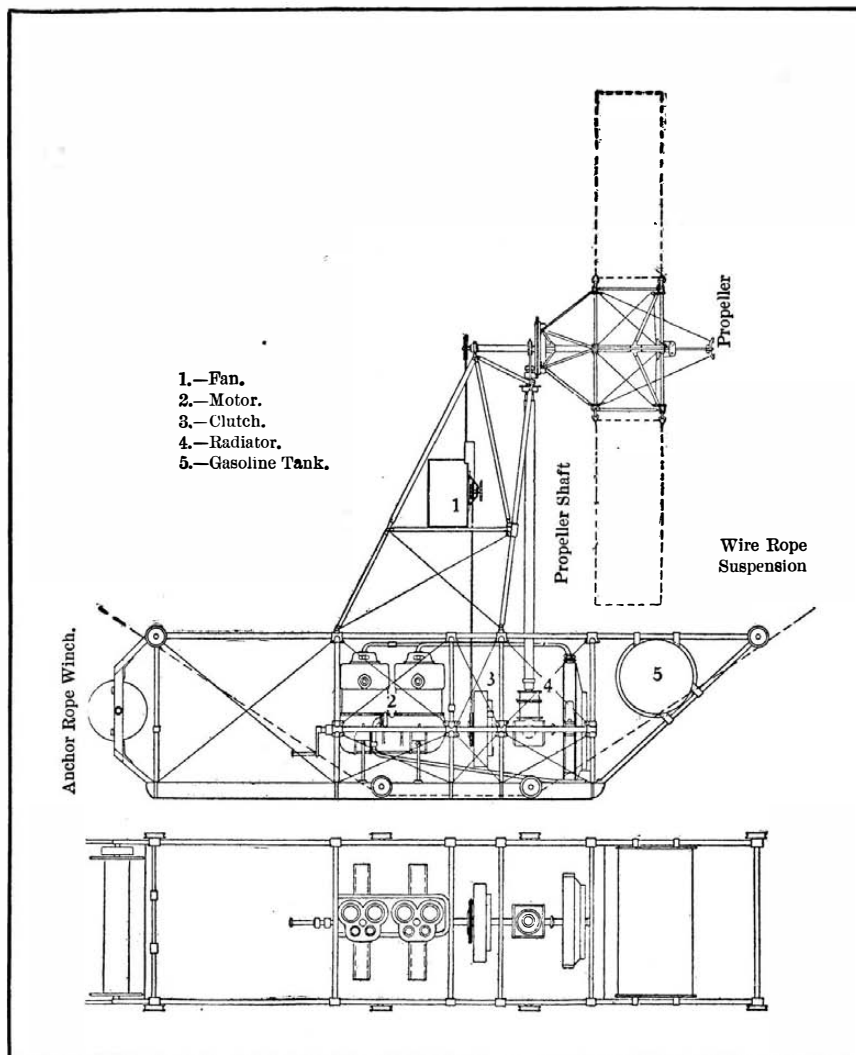 Propeller
1.—Fan.
2.—Motor.
3.—Clutch.
4.—Radiator.
5.—Gasoline Tank.
1
Propeller Shaft
Wire Rope
Suspension
Anchor Rope Winch.
2
3
4
5